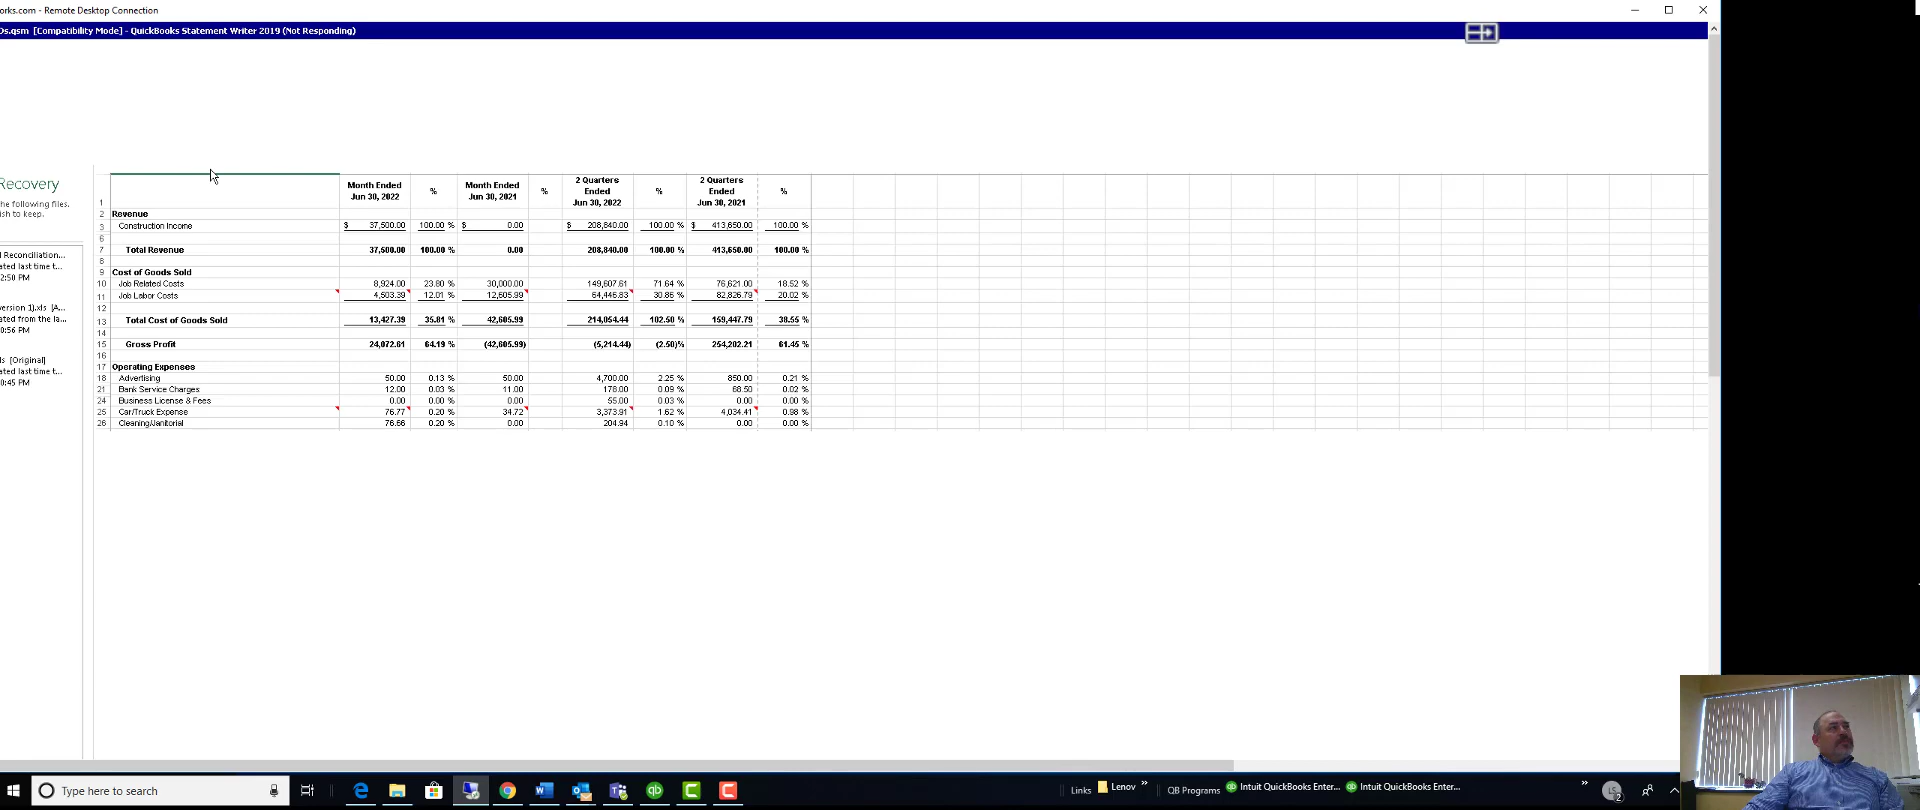 orks.com - Remote Desktop Connection
Os.qsm [Compatibility Mode] - QuickBooks Statement Writer 2019 (Not Responding)
Recovery
he following files.
ish to keep.
l Reconciliation...
ated last time t...
2:50 PM
version 1).xls [A...
ated from the la...
0:56 PM
ls [Original]
ated last time t...
0:45 PM
1 Month Ended Jun 30, 2022 % Month Ended Jun 30, 2021 % 2 Quarters Ended Jun 30, 2022 % 2 Quarters Ended Jun 30, 2021 %
2 Revenue
3 Construction Income $ 37,500.00 100.00 % $ 0.00 $ 208,840.00 100.00 % $ 413,650.00 100.00 %
6
7 Total Revenue 37,500.00 100.00 % 0.00 208,840.00 100.00 % 413,650.00 100.00 %
8
9 Cost of Goods Sold
10 Job Related Costs 8,924.00 23.80 % 30,000.00 149,607.61 71.64 % 76,621.00 18.52 %
11 Job Labor Costs 4,503.39 12.01 % 12,605.99 64,446.83 30.86 % 82,826.79 20.02 %
12
13 Total Cost of Goods Sold 13,427.39 35.81 % 42,605.99 214,054.44 102.50 % 159,447.79 38.55 %
14
15 Gross Profit 24,072.61 64.19 % (42,605.99) (5,214.44) (2.50)% 254,202.21 61.45 %
16
17 Operating Expenses
18 Advertising 50.00 0.13 % 50.00 4,700.00 2.25 % 850.00 0.21 %
21 Bank Service Charges 12.00 0.03 % 11.00 178.00 0.09 % 68.50 0.02 %
24 Business License & Fees 0.00 0.00 % 0.00 55.00 0.03 % 0.00 0.00 %
25 Car/Truck Expense 76.77 0.20 % 34.72 3,373.91 1.62 % 4,034.41 0.98 %
26 Cleaning/Janitorial 76.66 0.20 % 0.00 204.94 0.10 % 0.00 0.00 %
Type here to search
Links Lenov » QB Programs Intuit QuickBooks Enter... Intuit QuickBooks Enter... » LS 2